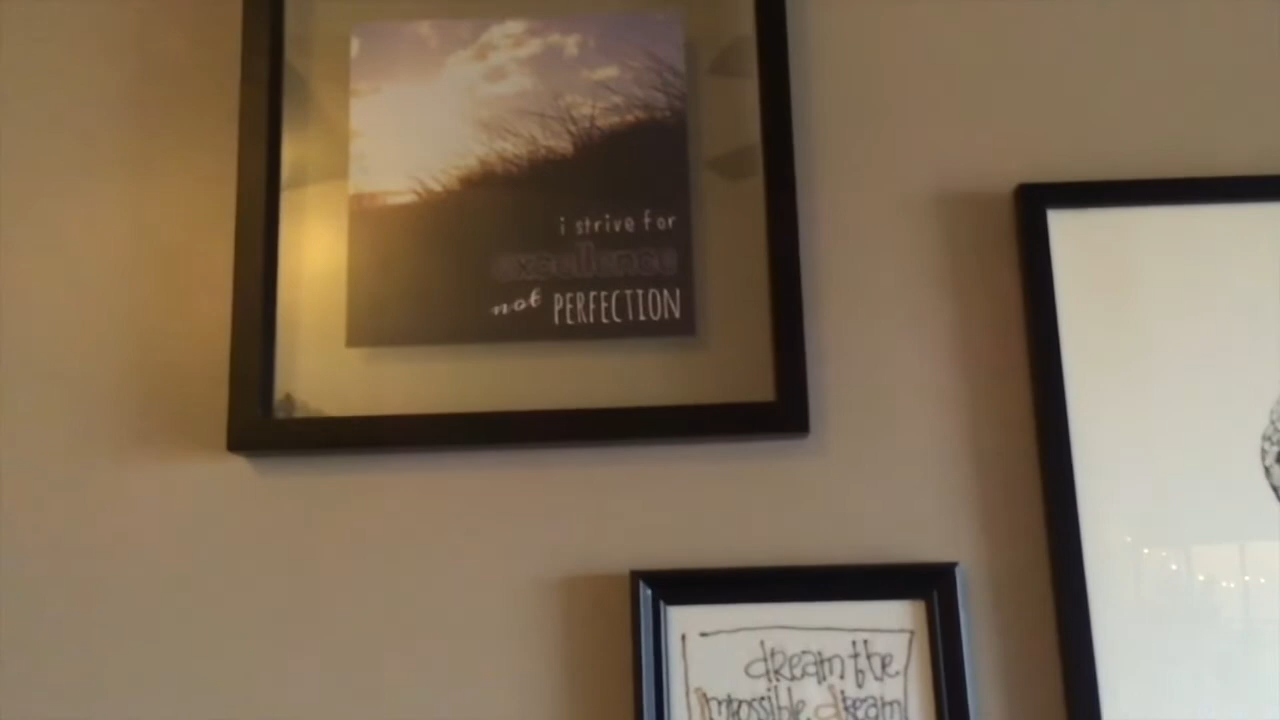 i strive for
excellence
not PERFECTION
dream the
impossible dream